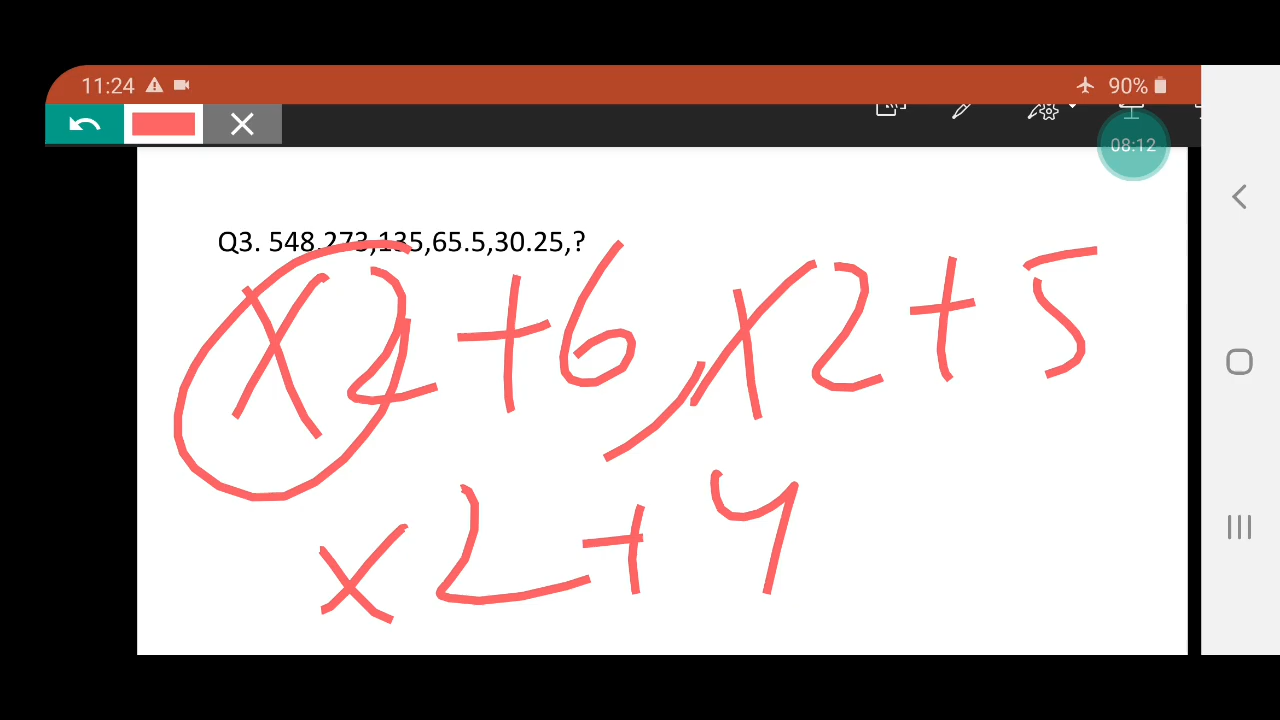 11:24
90%
08:12
Q3. 548,273,135,65.5,30.25,?
x2+6, x2+5
x2+4